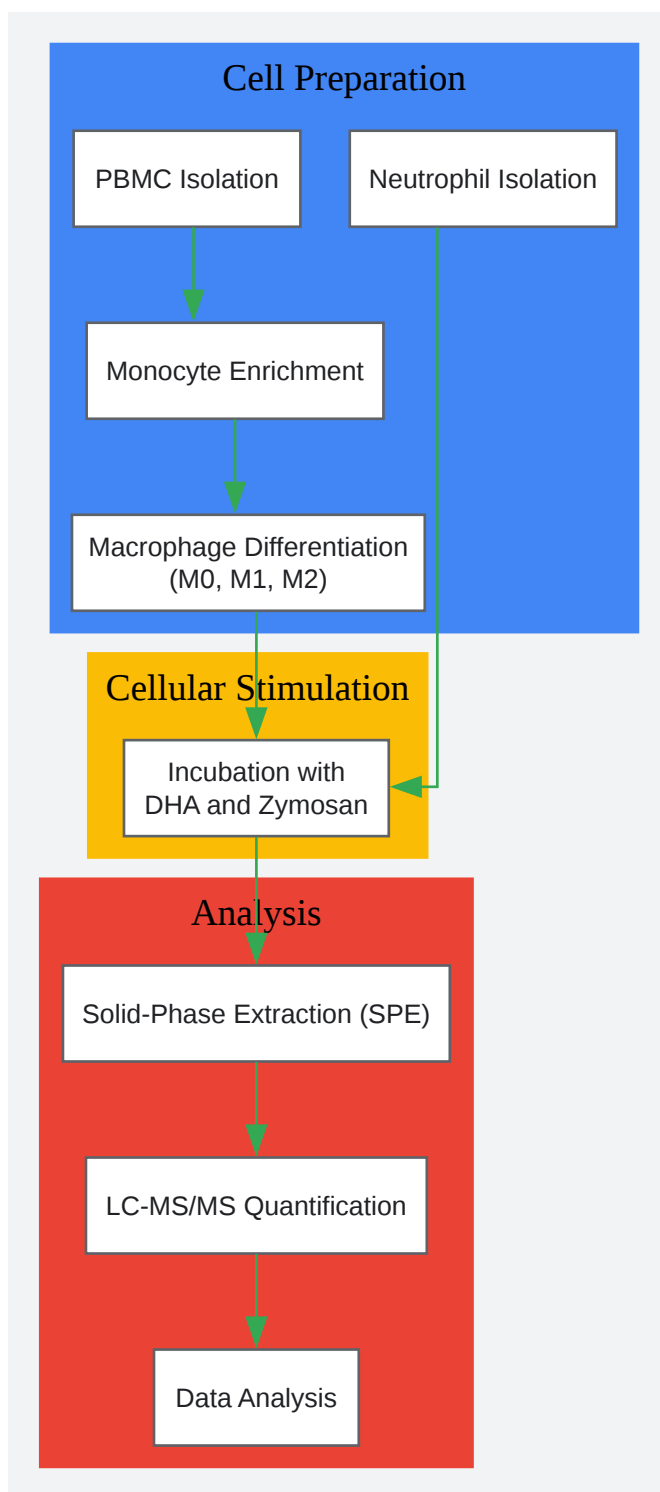 Cell Preparation
PBMC Isolation
Neutrophil Isolation
Monocyte Enrichment
Macrophage Differentiation
(M0, M1, M2)
Cellular Stimulation
Incubation with
DHA and Zymosan
Analysis
Solid-Phase Extraction (SPE)
LC-MS/MS Quantification
Data Analysis